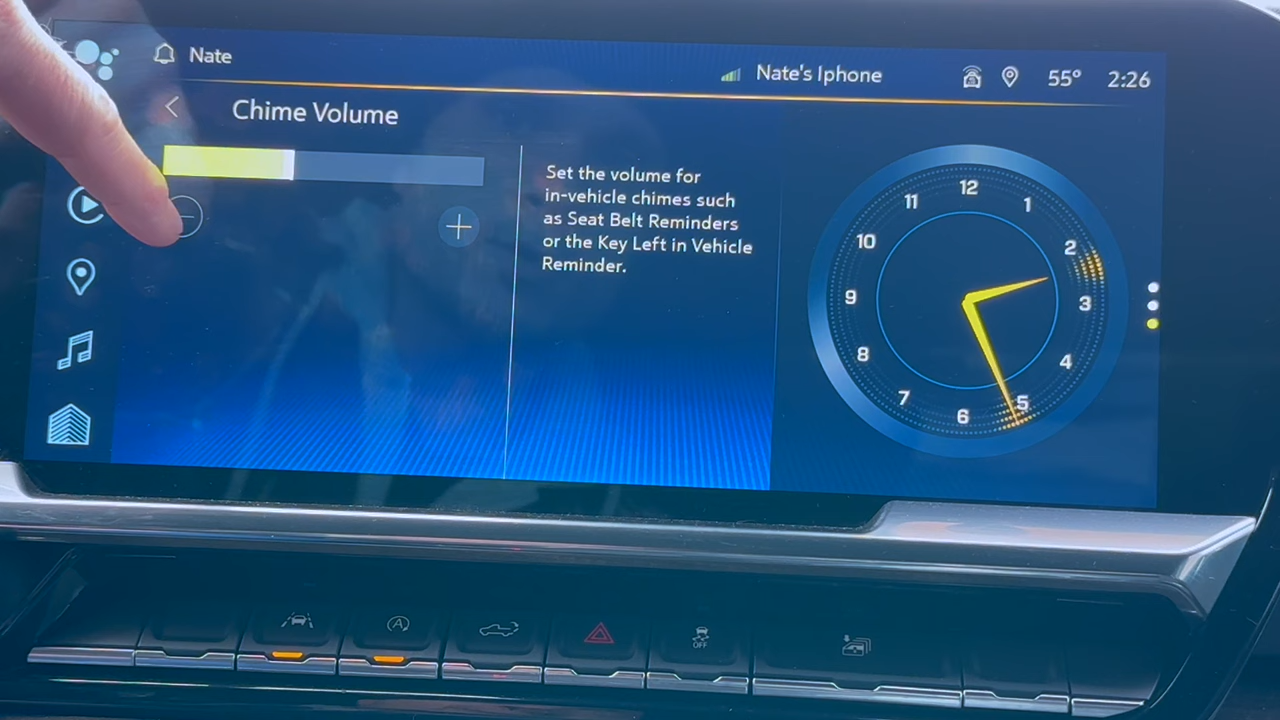 Nate
Nate's Iphone
55°
2:26
Chime Volume
Set the volume for
in-vehicle chimes such
as Seat Belt Reminders
or the Key Left in Vehicle
Reminder.
12
1
2
3
4
5
6
7
8
9
10
11
A
OFF